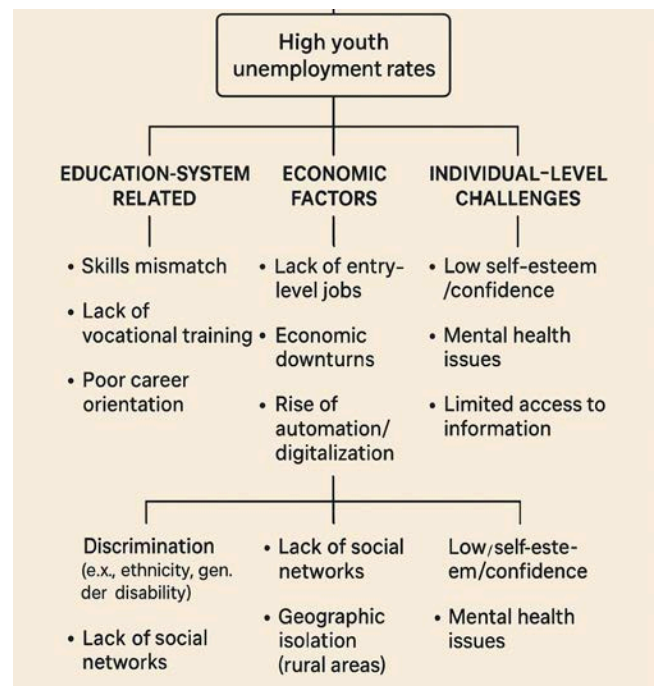 High youth
unemployment rates
EDUCATION-SYSTEM
RELATED
• Skills mismatch
• Lack of
vocational training
• Poor career
orientation
ECONOMIC
FACTORS
• Lack of entry-
level jobs
• Economic
downturns
• Rise of
automation/
digitalization
INDIVIDUAL-LEVEL
CHALLENGES
• Low self-esteem
/confidence
• Mental health
issues
• Limited access to
information
Discrimination
(e.x., ethnicity, gen.
der disability)
• Lack of social
networks
• Lack of social
networks
• Geographic
isolation
(rural areas)
Low/self-este-
em/confidence
• Mental health
issues